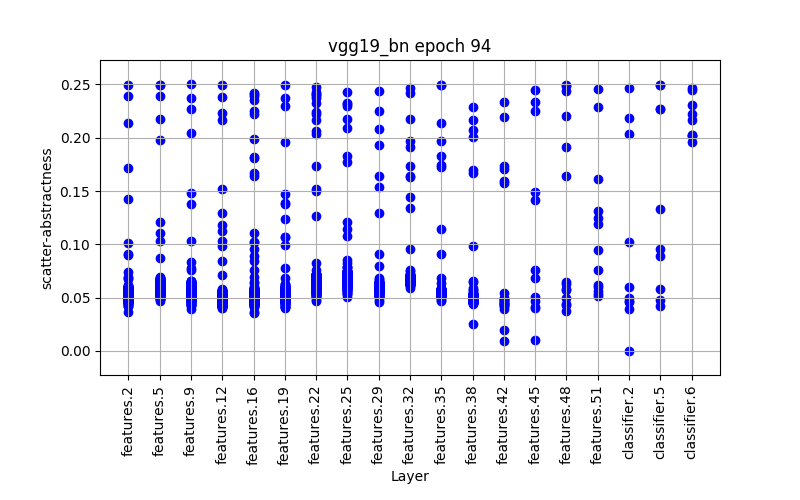 vgg19_bn epoch 94
scatter-abstractness
0.25
0.20
0.15
0.10
0.05
0.00
features.2
features.5
features.9
features.12
features.16
features.19
features.22
features.25
features.29
features.32
features.35
features.38
features.42
features.45
features.48
features.51
classifier.2
classifier.5
classifier.6
Layer